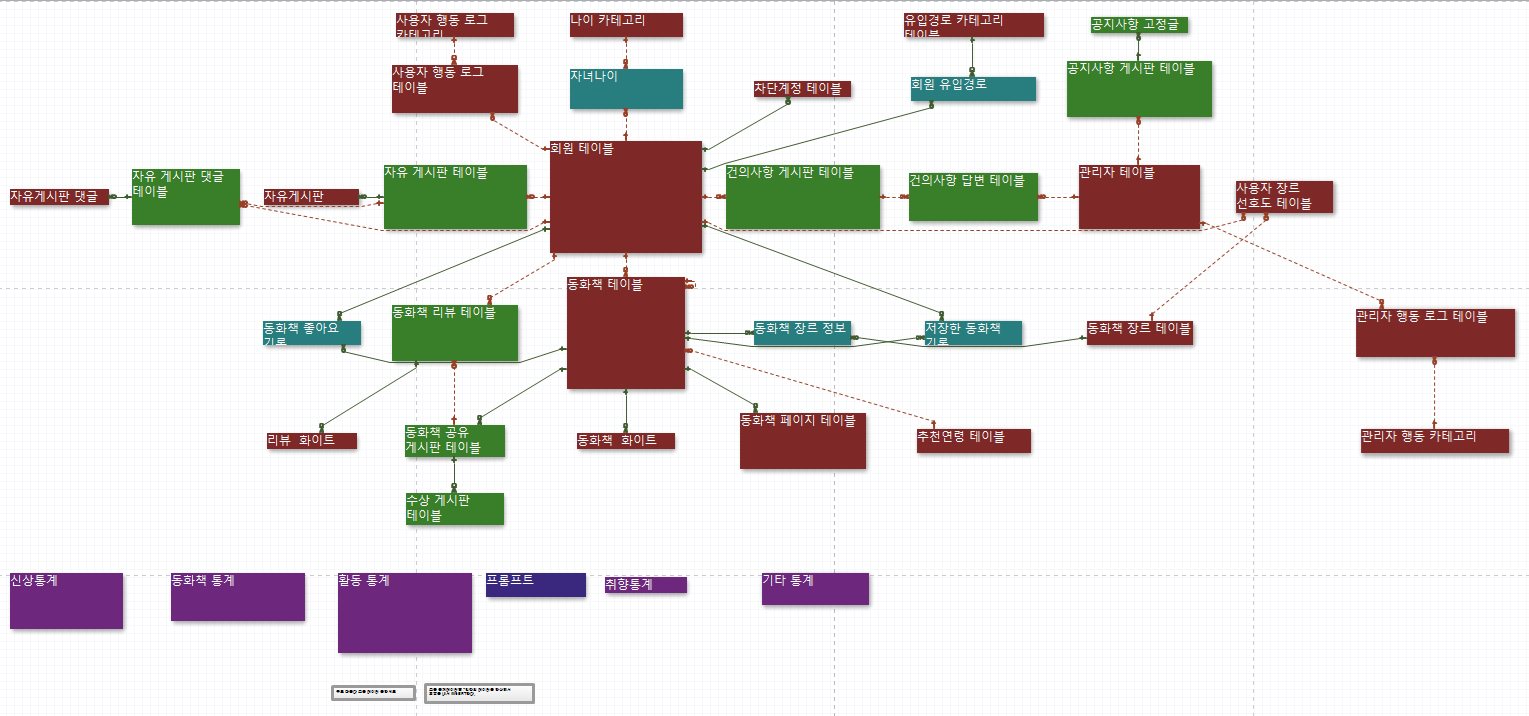 사용자 행동 로그
카테고리
나이 카테고리
유입경로 카테고리
테이블
공지사항 고정글
사용자 행동 로그
테이블
자녀나이
차단계정 테이블
회원 유입경로
공지사항 게시판 테이블
회원 테이블
자유게시판 댓글
자유 게시판 댓글
테이블
자유게시판
자유 게시판 테이블
건의사항 게시판 테이블
건의사항 답변 테이블
관리자 테이블
사용자 장르
선호도 테이블
동화책 테이블
동화책 좋아요
기록
동화책 리뷰 테이블
동화책 장르 정보
저장한 동화책
기록
동화책 장르 테이블
관리자 행동 로그 테이블
리뷰 화이트
동화책 공유
게시판 테이블
동화책 화이트
동화책 페이지 테이블
추천연령 테이블
관리자 행동 카테고리
수상 게시판
테이블
신상통계
동화책 통계
활동 통계
프롬프트
취향통계
기타 통계